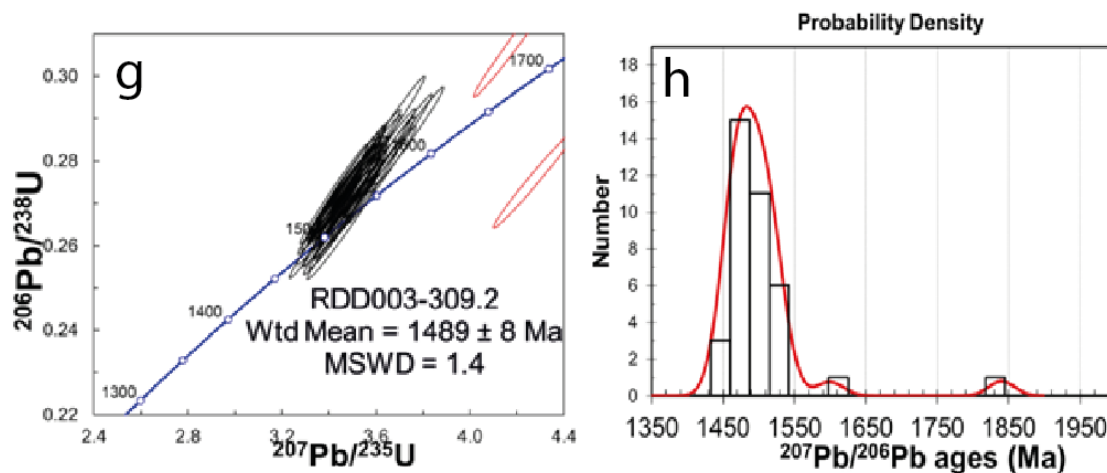 g
0.30
0.28
0.26
0.24
0.22
206Pb/238U
1700
1400
1300
RDD003-309.2
Wtd Mean = 1489 ± 8 Ma
MSWD = 1.4
2.4 2.8 3.2 3.6 4.0 4.4
207Pb/235U
Probability Density
h
18
16
14
12
10
8
6
4
2
0
Number
1350 1450 1550 1650 1750 1850 1950
207Pb/206Pb ages (Ma)